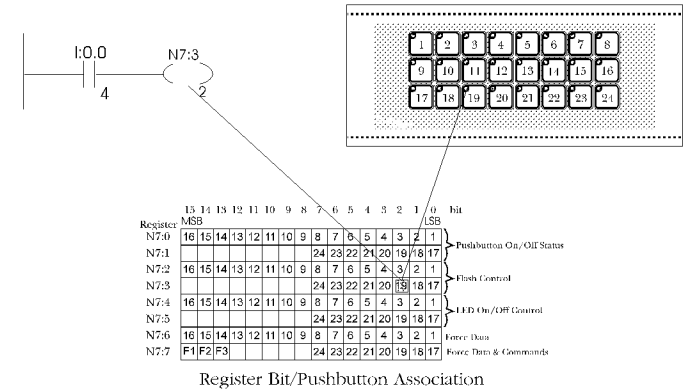 I:0.0
4
N7:3
2
1 2 3 4 5 6 7 8
9 10 11 12 13 14 15 16
17 18 19 20 21 22 23 24
15 14 13 12 11 10 9 8 7 6 5 4 3 2 1 0 bit
Register MSB LSB
N7:0 16 15 14 13 12 11 10 9 8 7 6 5 4 3 2 1
N7:1 24 23 22 21 20 19 18 17
Pushbutton On/Off Status
N7:2 16 15 14 13 12 11 10 9 8 7 6 5 4 3 2 1
N7:3 24 23 22 21 20 19 18 17
Flash Control
N7:4 16 15 14 13 12 11 10 9 8 7 6 5 4 3 2 1
N7:5 24 23 22 21 20 19 18 17
LED On/Off Control
N7:6 16 15 14 13 12 11 10 9 8 7 6 5 4 3 2 1 Force Data
N7:7 F1 F2 F3 24 23 22 21 20 19 18 17 Force Data & Commands
Register Bit/Pushbutton Association